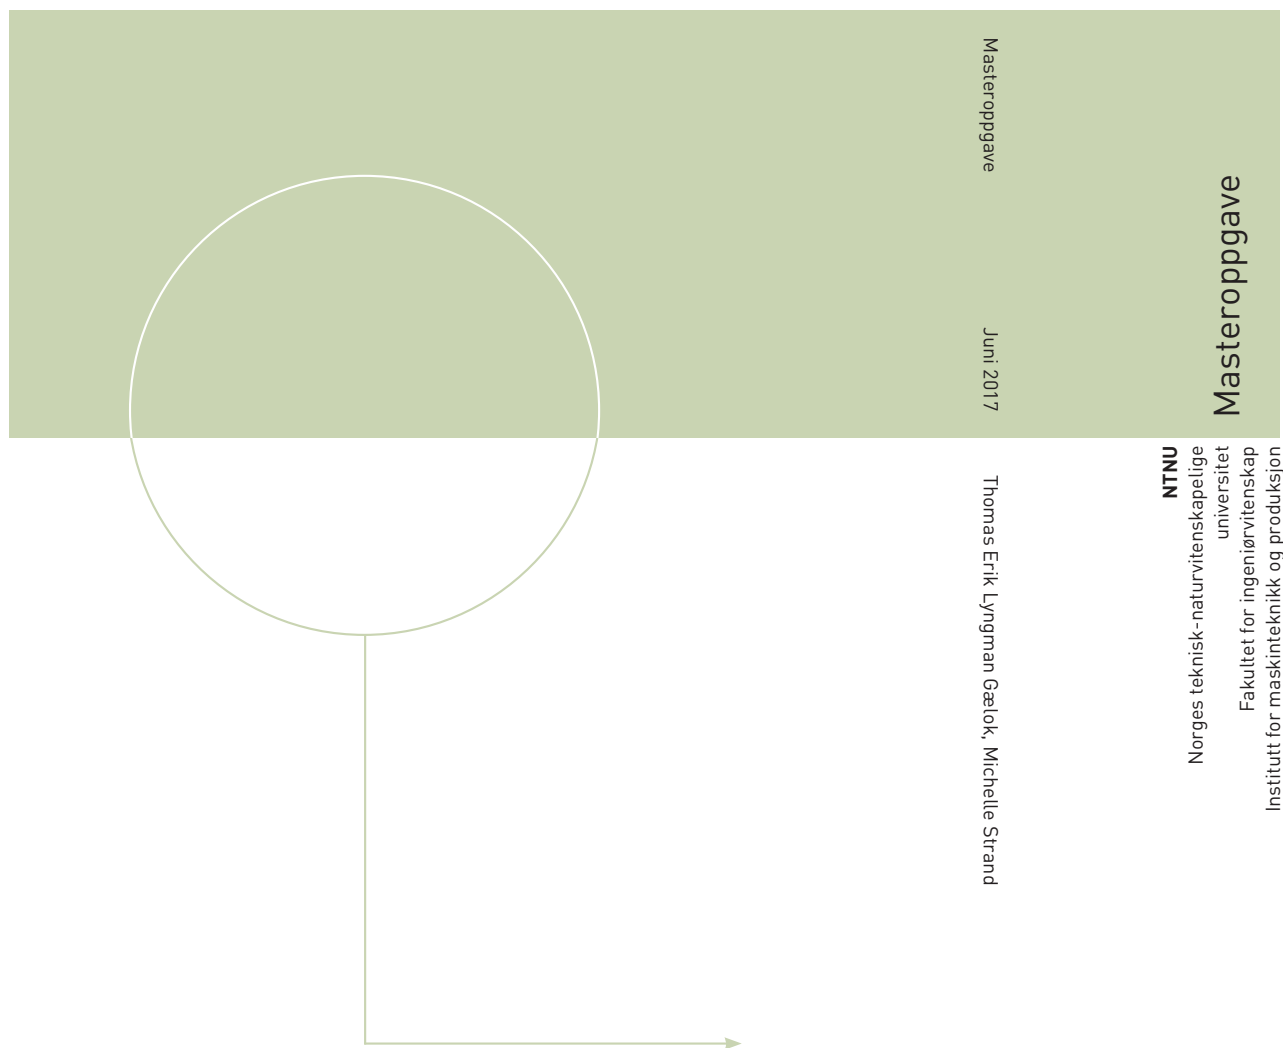 Masteroppgave
Juni 2017
Thomas Erik Lyngman Gælok, Michelle Strand
Masteroppgave
NTNU
Norges teknisk-naturvitenskapelige
universitet
Fakultet for ingeniørvitenskap
Institutt for maskinteknikk og produksjon